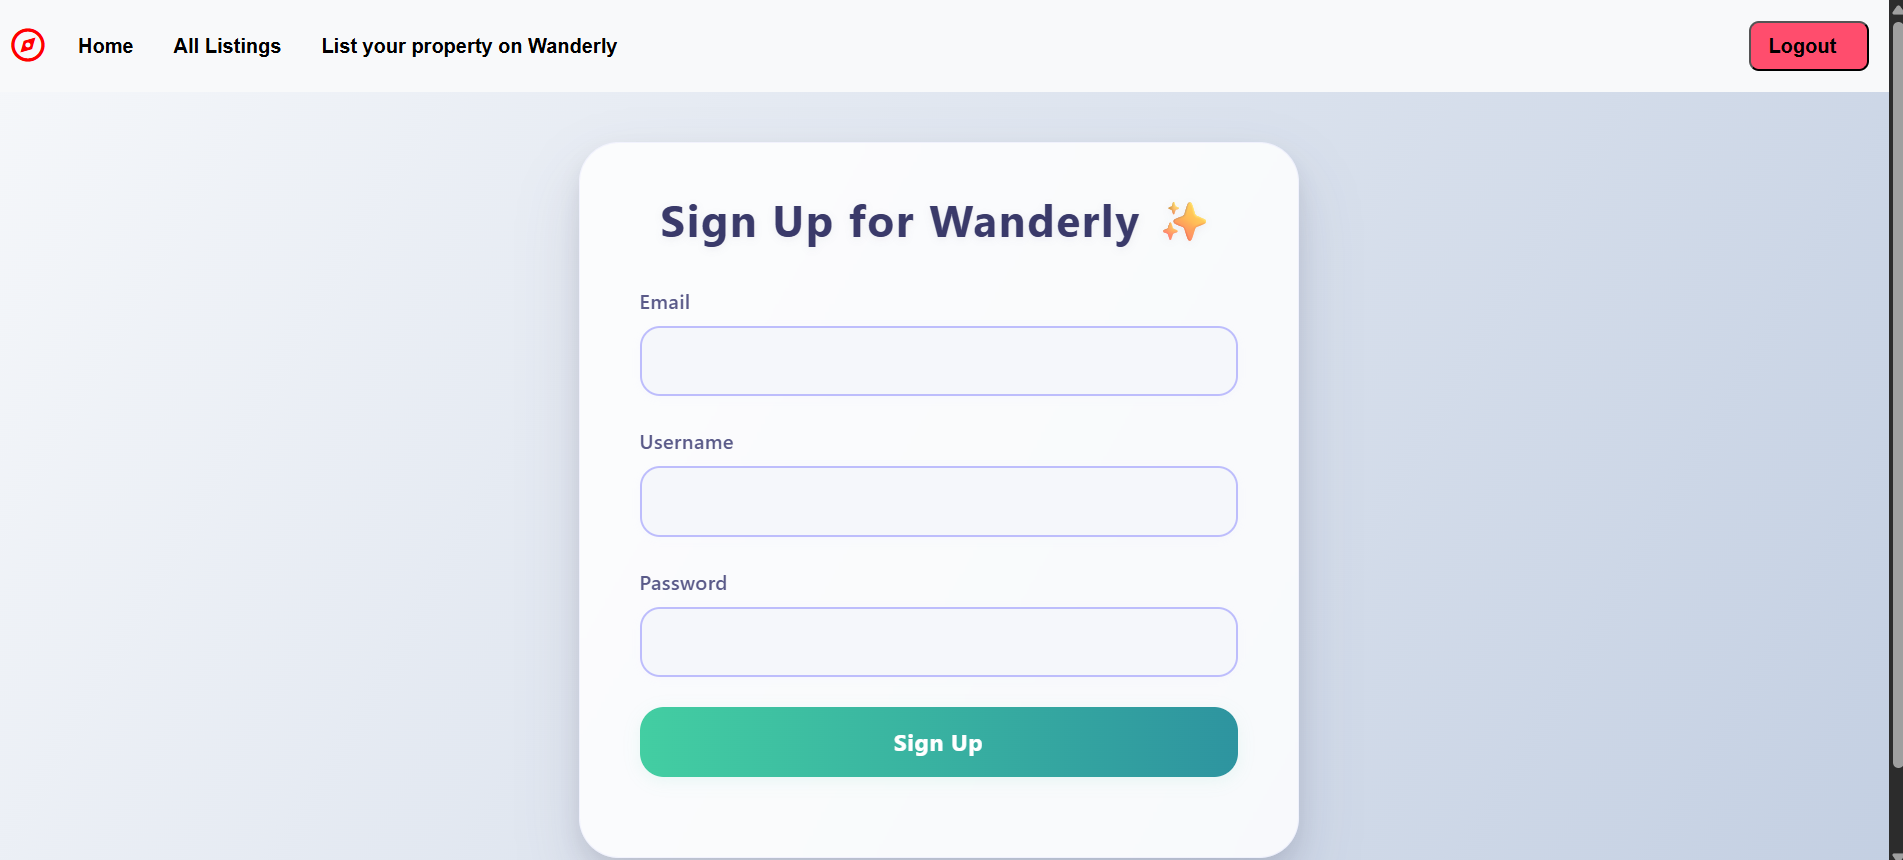 Home All Listings List your property on Wanderly Logout
Sign Up for Wanderly ✨
Email
Username
Password
Sign Up